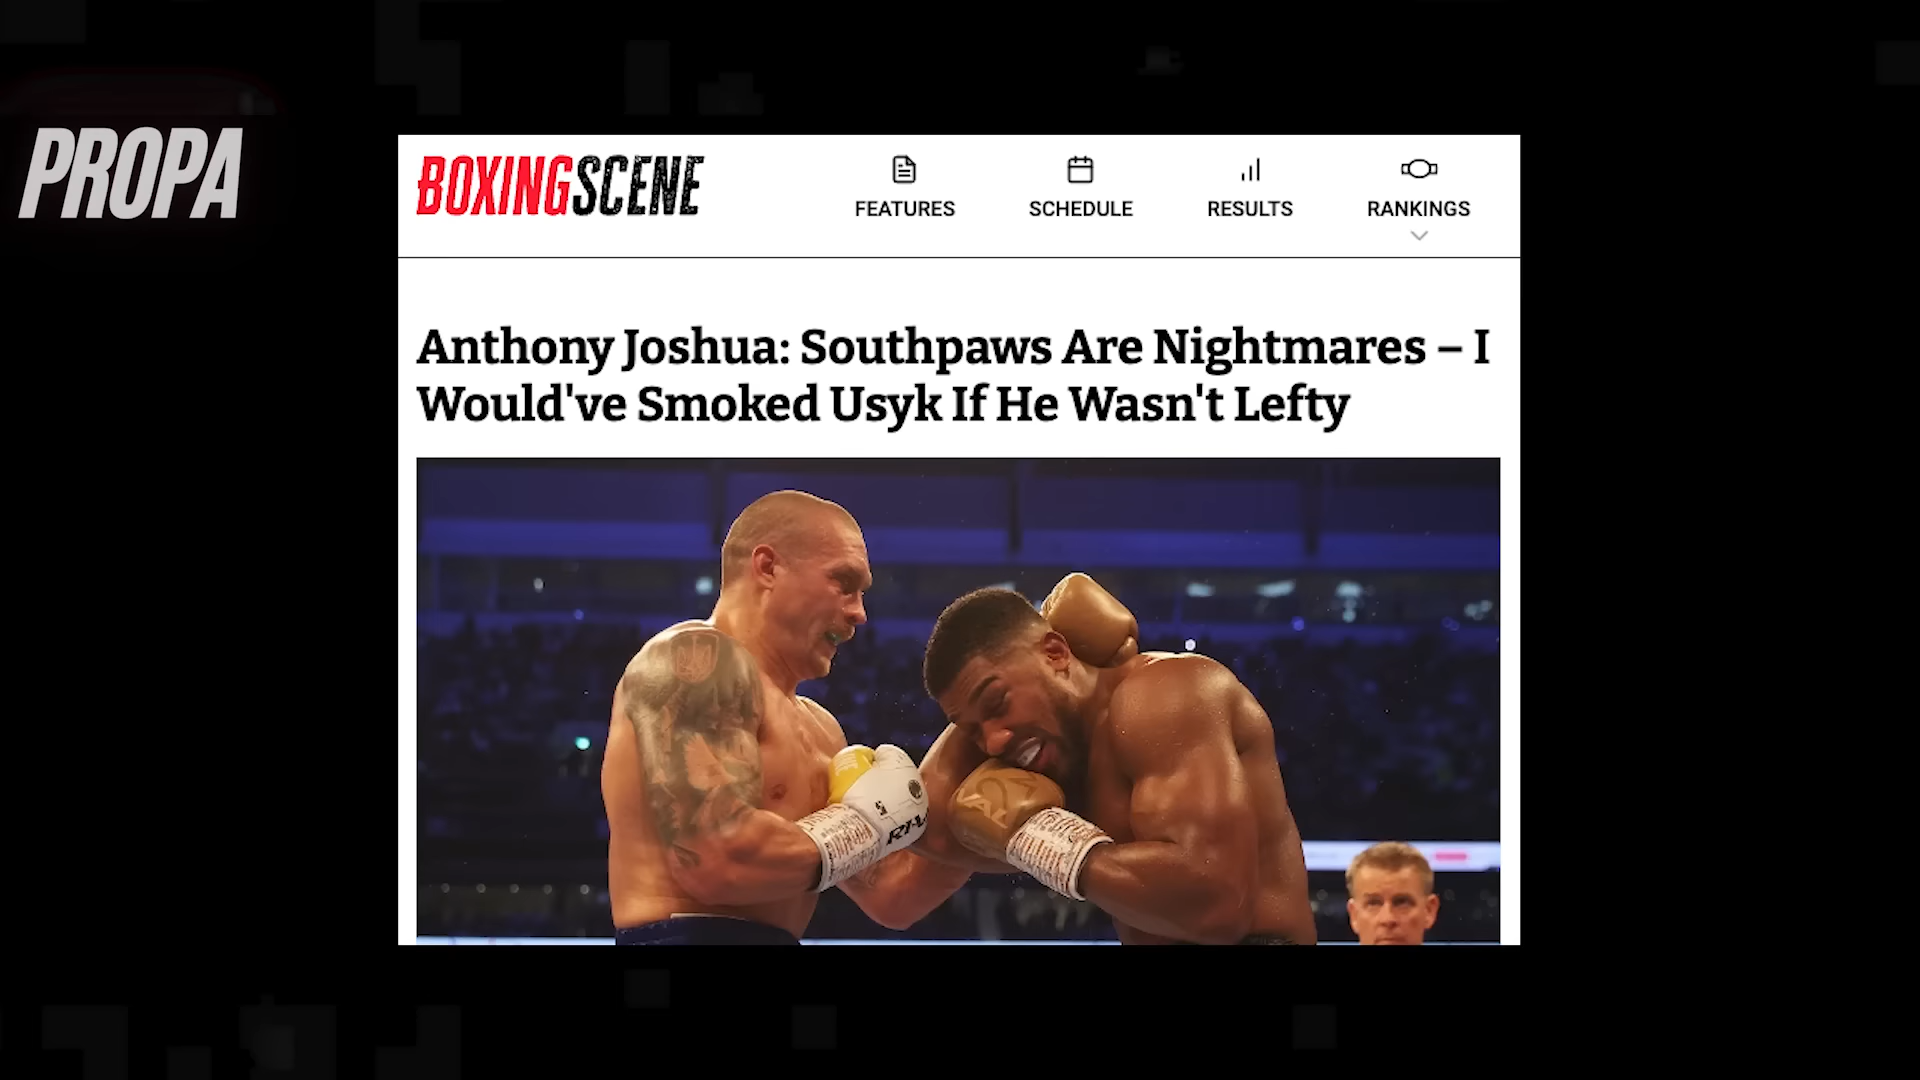 PROPA
BOXINGSCENE
FEATURES
SCHEDULE
RESULTS
RANKINGS
Anthony Joshua: Southpaws Are Nightmares – I
Would've Smoked Usyk If He Wasn't Lefty